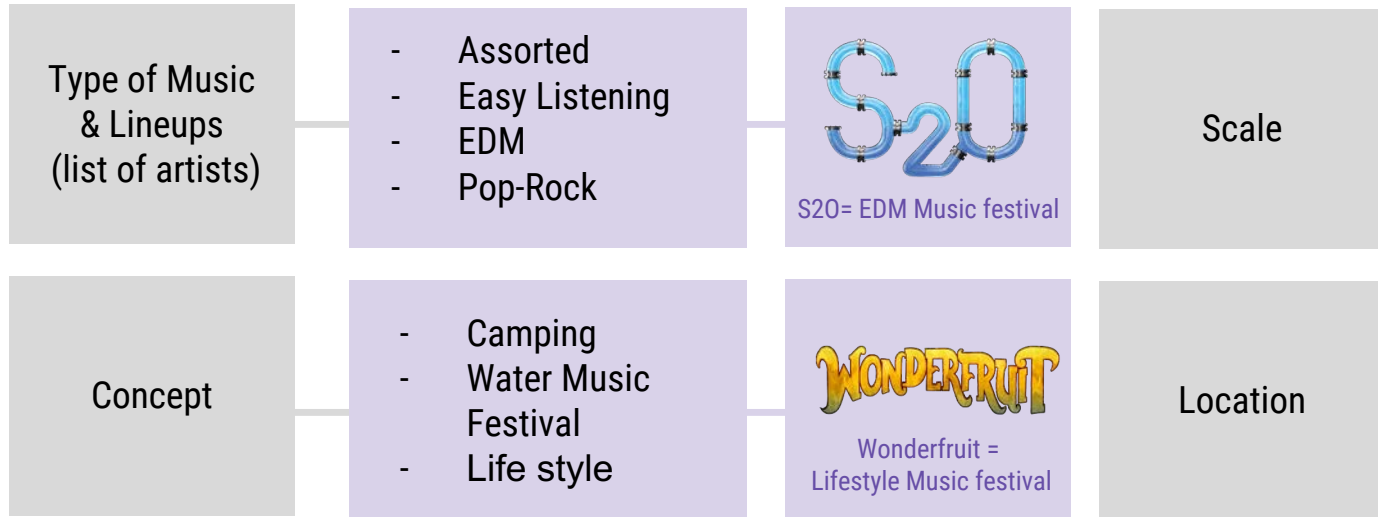 Type of Music
& Lineups
(list of artists)
- Assorted
- Easy Listening
- EDM
- Pop-Rock
S2O
S2O= EDM Music festival
Scale
Concept
- Camping
- Water Music
Festival
- Life style
WONDERFRUIT
Wonderfruit =
Lifestyle Music festival
Location